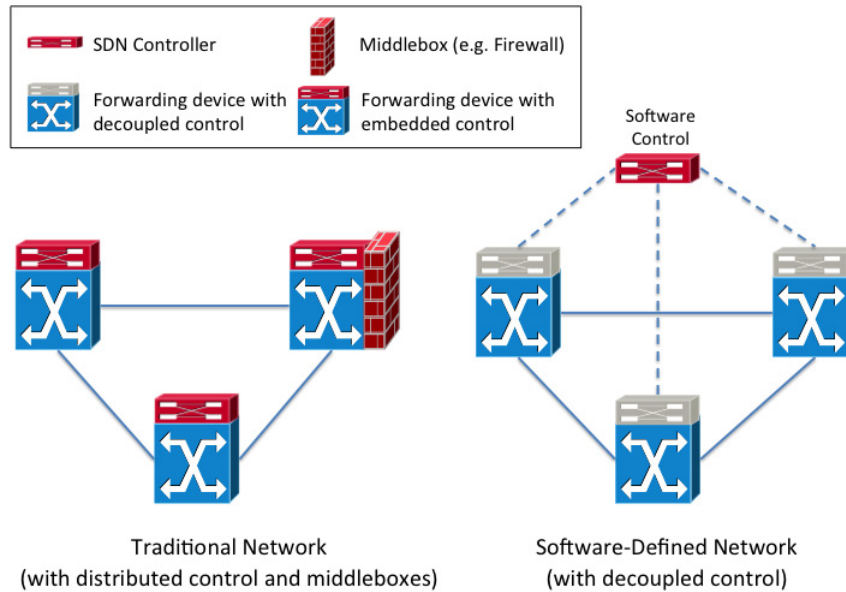 SDN Controller
Middlebox (e.g. Firewall)
Forwarding device with
decoupled control
Forwarding device with
embedded control
Software
Control
Traditional Network
(with distributed control and middleboxes)
Software-Defined Network
(with decoupled control)